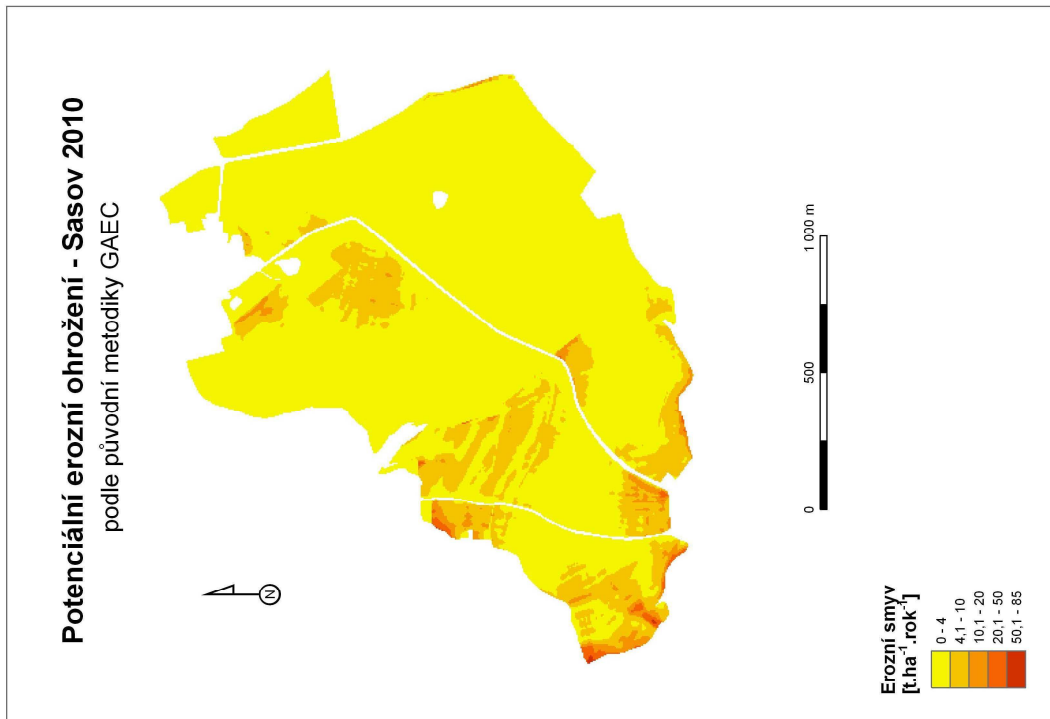 Potenciální erozní ohrožení - Sasov 2010
podle původní metodiky GAEC
N
0 500 1 000 m
Erozní smyv
[t.ha⁻¹.rok⁻¹]
0 - 4
4,1 - 10
10,1 - 20
20,1 - 50
50,1 - 85